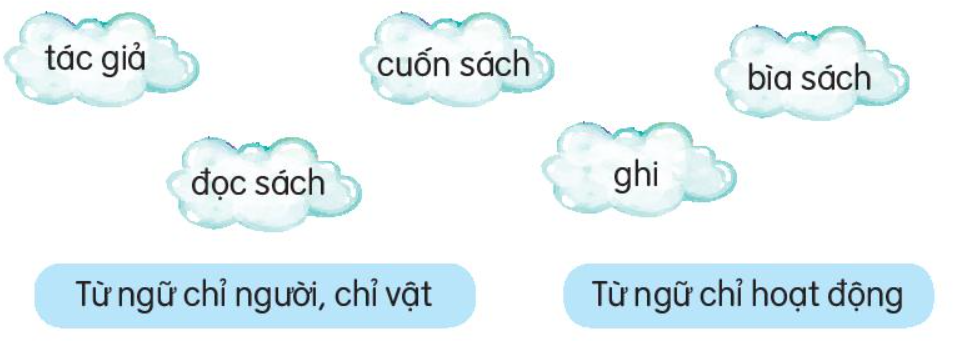 tác giả
cuốn sách
bìa sách
đọc sách
ghi
Từ ngữ chỉ người, chỉ vật
Từ ngữ chỉ hoạt động